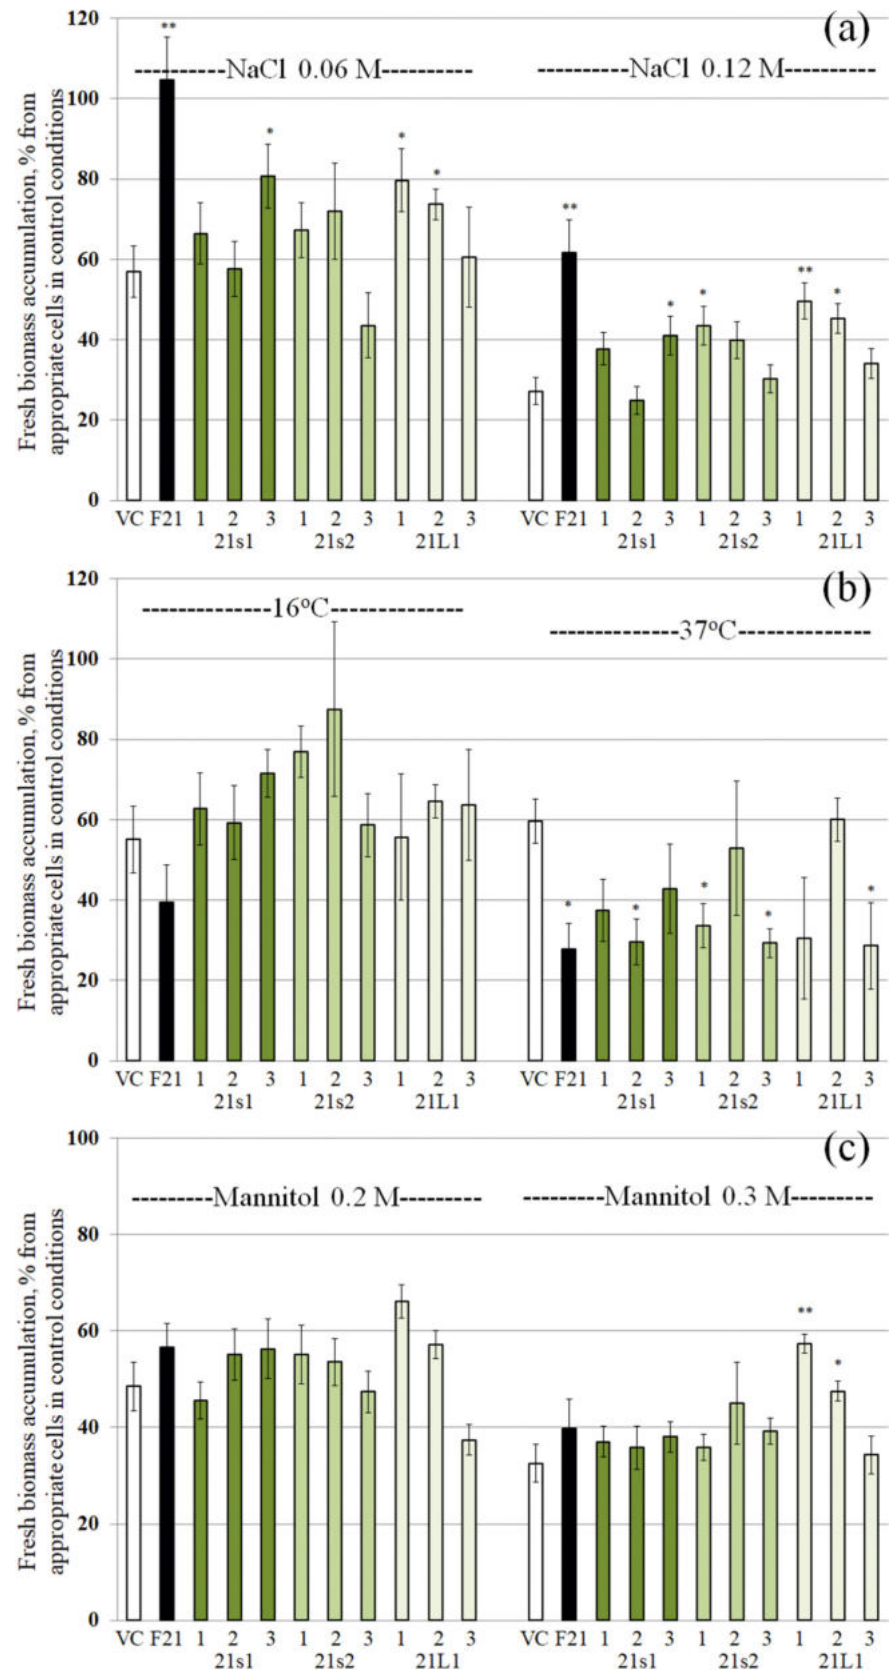 (a)
120
100
80
60
40
20
0
Fresh biomass accumulation, % from
appropriate cells in control conditions
--------NaCl 0.06 M--------
--------NaCl 0.12 M--------
** * * *
** * * ** *
VC F21 1 2 3 1 2 3 1 2 3
21s1 21s2 21L1
VC F21 1 2 3 1 2 3 1 2 3
21s1 21s2 21L1
(b)
120
100
80
60
40
20
0
Fresh biomass accumulation, % from
appropriate cells in control conditions
-----------16°C-----------
-----------37°C-----------
* * * * *
VC F21 1 2 3 1 2 3 1 2 3
21s1 21s2 21L1
VC F21 1 2 3 1 2 3 1 2 3
21s1 21s2 21L1
(c)
100
80
60
40
20
0
Fresh biomass accumulation, % from
appropriate cells in control conditions
--------Mannitol 0.2 M--------
--------Mannitol 0.3 M--------
** *
VC F21 1 2 3 1 2 3 1 2 3
21s1 21s2 21L1
VC F21 1 2 3 1 2 3 1 2 3
21s1 21s2 21L1